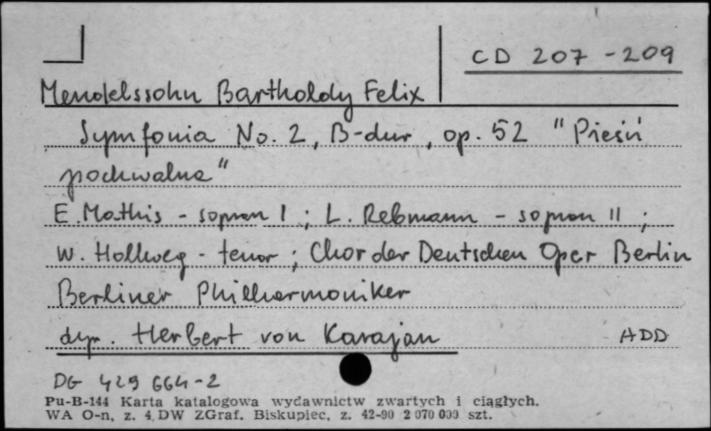 CD 207-209
Mendelssohn Bartholdy Felix
Symfonia No. 2, B-dur, op. 52 "Pieśń
pochwalna"
E. Mathis - sopran I ; L. Rebmann - sopran II ;
W. Hollweg - tenor ; Chor der Deutschen Oper Berlin
Berliner Philharmoniker
dyr. Herbert von Karajan ADD
DG 429 664-2
Pu-B-144 Karta katalogowa wydawnictw zwartych i ciągłych.
WA O-n, z. 4. DW ZGraf. Biskupiec, z. 42-90 2 070 000 szt.